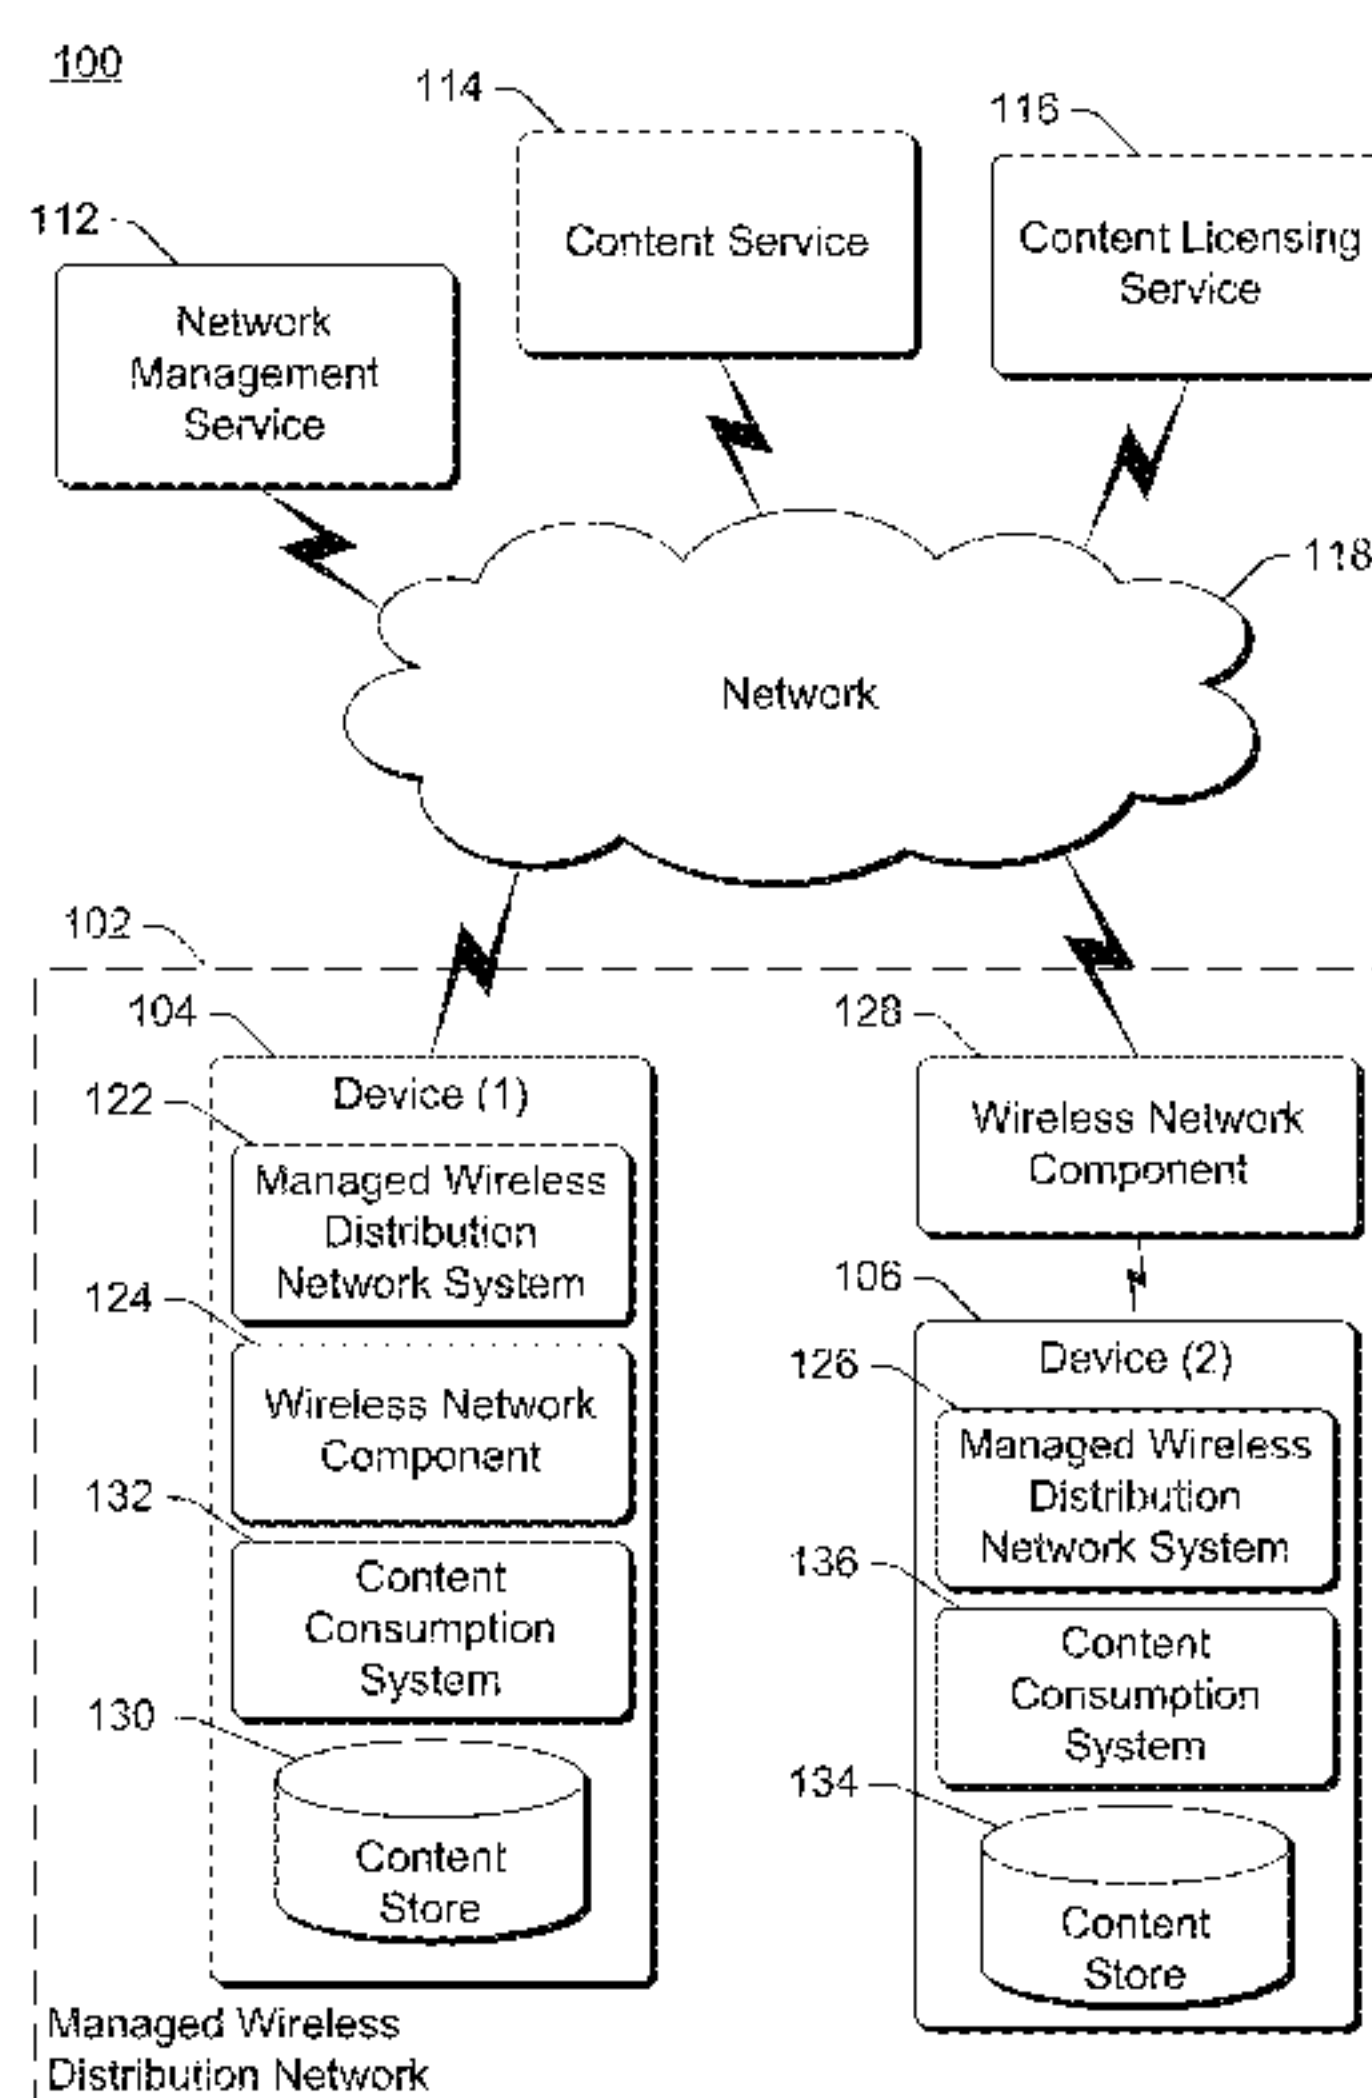 100
114
116
112
Content Service
Content Licensing
Service
Network
Management
Service
118
Network
102
104
128
122
Device (1)
Managed Wireless
Distribution
Network System
124
Wireless Network
Component
132
Content
Consumption
System
130
Content
Store
Wireless Network
Component
106
Device (2)
126
Managed Wireless
Distribution
Network System
136
Content
Consumption
System
134
Content
Store
Managed Wireless
Distribution Network